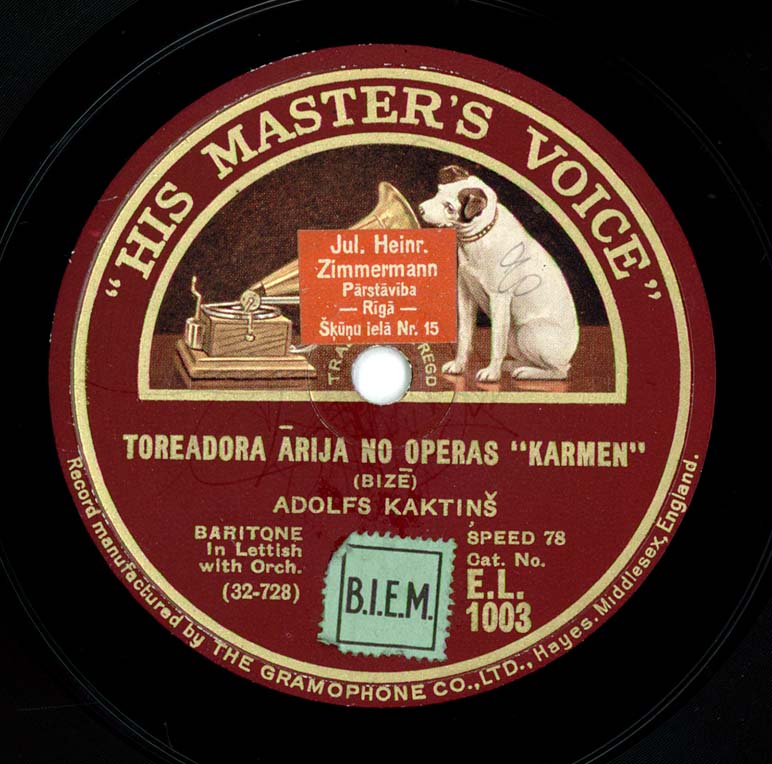 "HIS MASTER'S VOICE"
Jul. Heinr.
Zimmermann
Pārstāvība
— Rīgā —
Šķūņu ielā Nr. 15
TRA
REGD
TOREADORA ĀRIJA NO OPERAS "KARMEN"
(BIZĒ)
ADOLFS KAKTIŅŠ
BARITONE
In Lettish
with Orch.
(32-728)
SPEED 78
Cat. No.
E.L.
1003
B.I.E.M.
Record manufactured by THE GRAMOPHONE CO., LTD., Hayes. Middlesex, England.